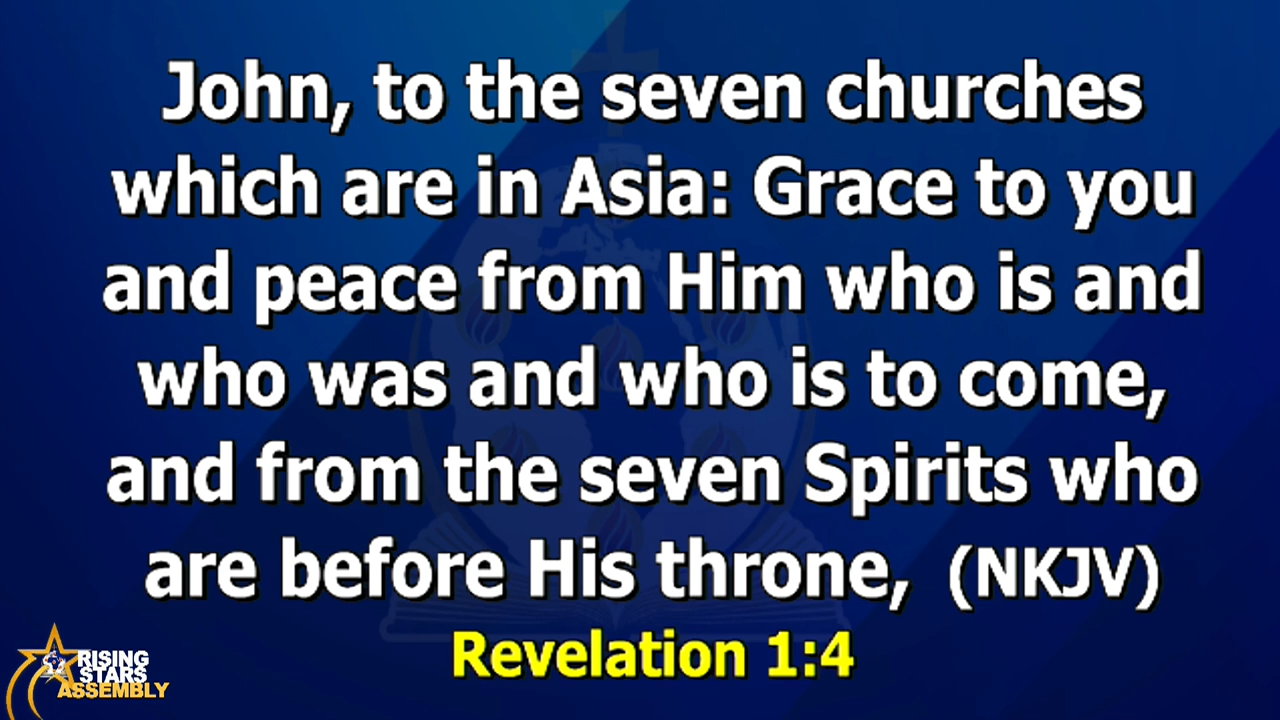 John, to the seven churches
which are in Asia: Grace to you
and peace from Him who is and
who was and who is to come,
and from the seven Spirits who
are before His throne, (NKJV)
Revelation 1:4
RISING
STARS
ASSEMBLY